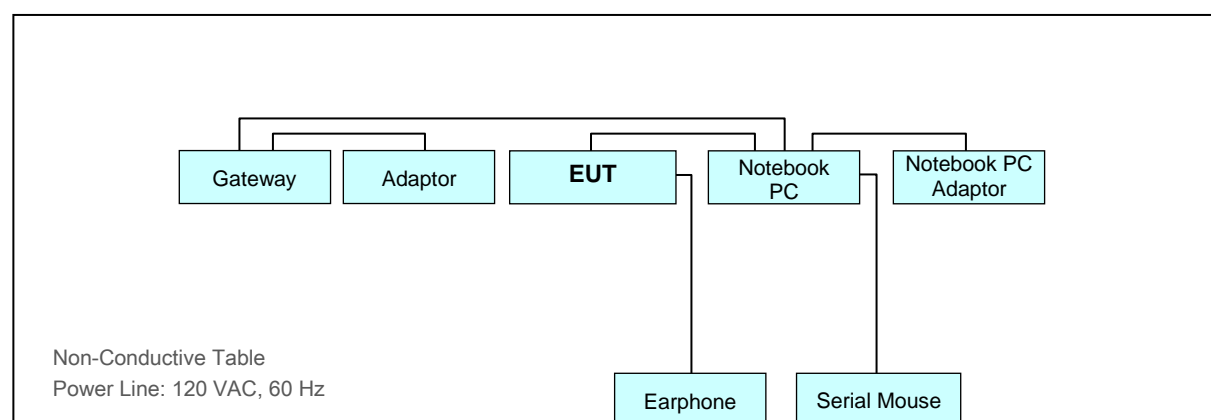 Gateway
Adaptor
EUT
Notebook
PC
Notebook PC
Adaptor
Non-Conductive Table
Power Line: 120 VAC, 60 Hz
Earphone
Serial Mouse